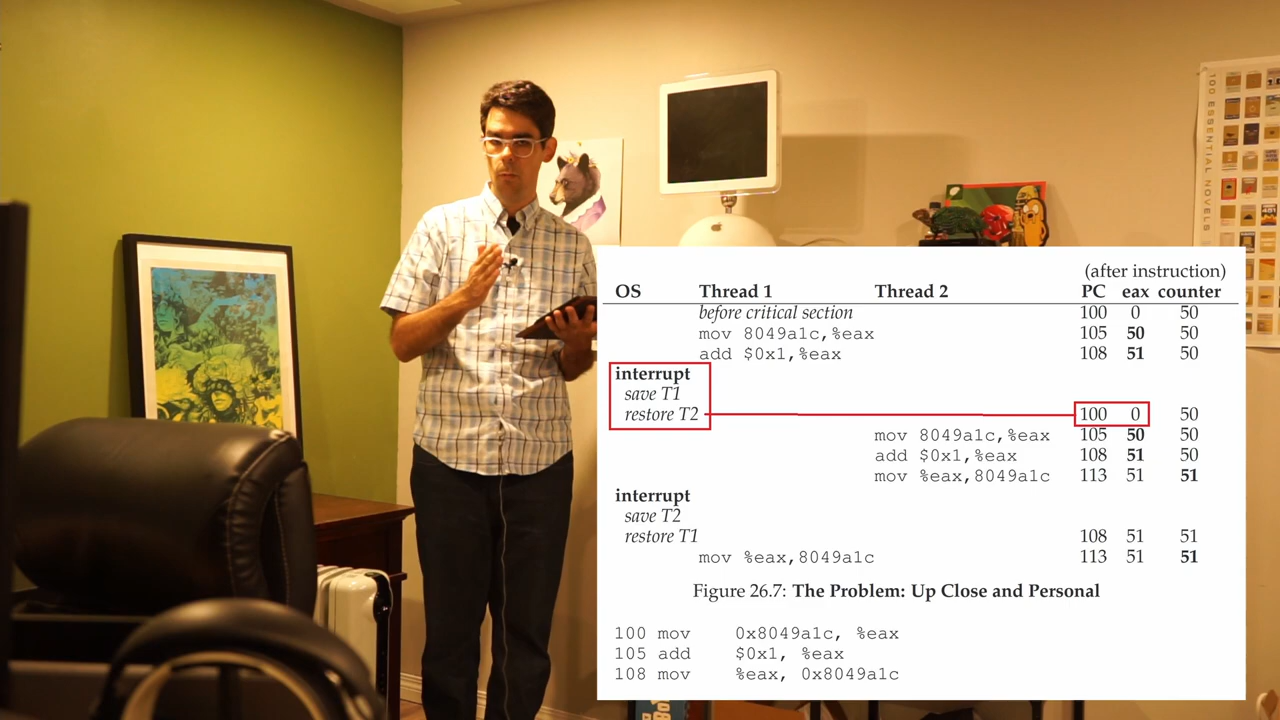 100 ESSENTIAL NOVELS
(after instruction)
OS Thread 1 Thread 2 PC eax counter
before critical section 100 0 50
mov 8049a1c,%eax 105 50 50
add $0x1,%eax 108 51 50
interrupt
save T1
restore T2 100 0 50
mov 8049a1c,%eax 105 50 50
add $0x1,%eax 108 51 50
mov %eax,8049a1c 113 51 51
interrupt
save T2
restore T1 108 51 51
mov %eax,8049a1c 113 51 51
Figure 26.7: The Problem: Up Close and Personal
100 mov 0x8049a1c, %eax
105 add $0x1, %eax
108 mov %eax, 0x8049a1c